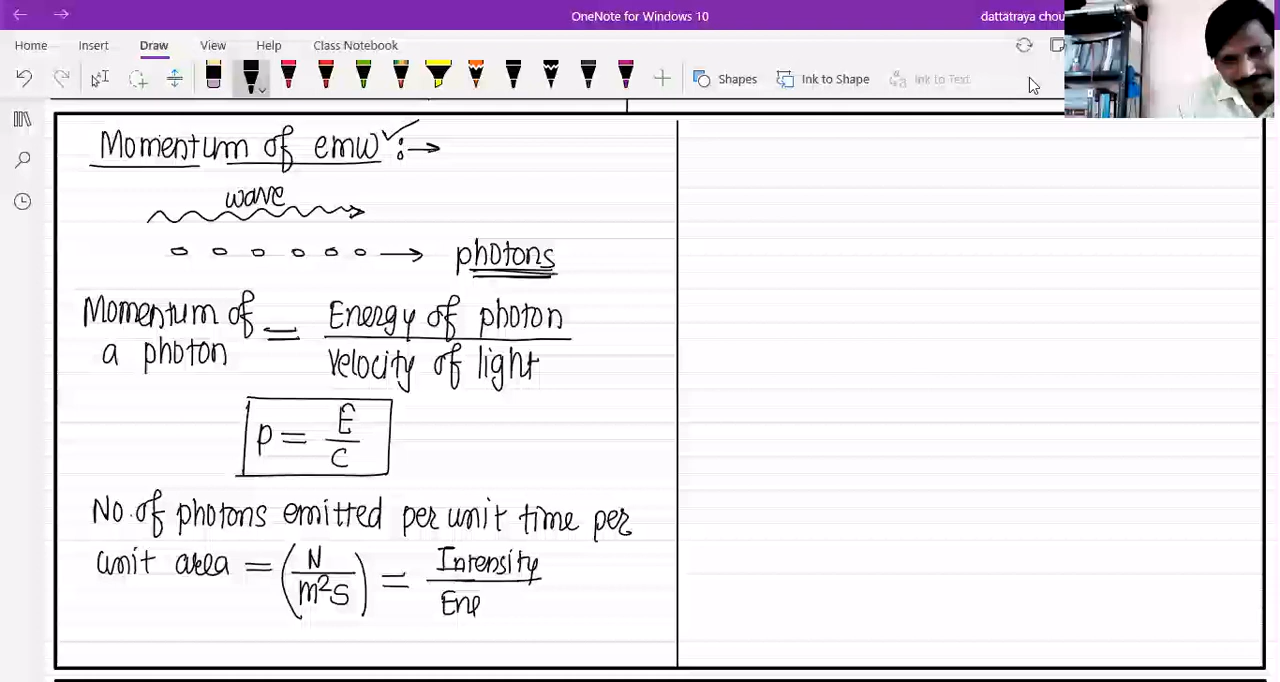 OneNote for Windows 10
dattatraya chou
Home Insert Draw View Help Class Notebook
Shapes Ink to Shape Ink to Text
Momentum of emw✓:→
wave
photons
Momentum of a photon = Energy of photon / Velocity of light
P = E / c
No. of photons emitted per unit time per
unit area = (N / m²s) = Intensity / Ene